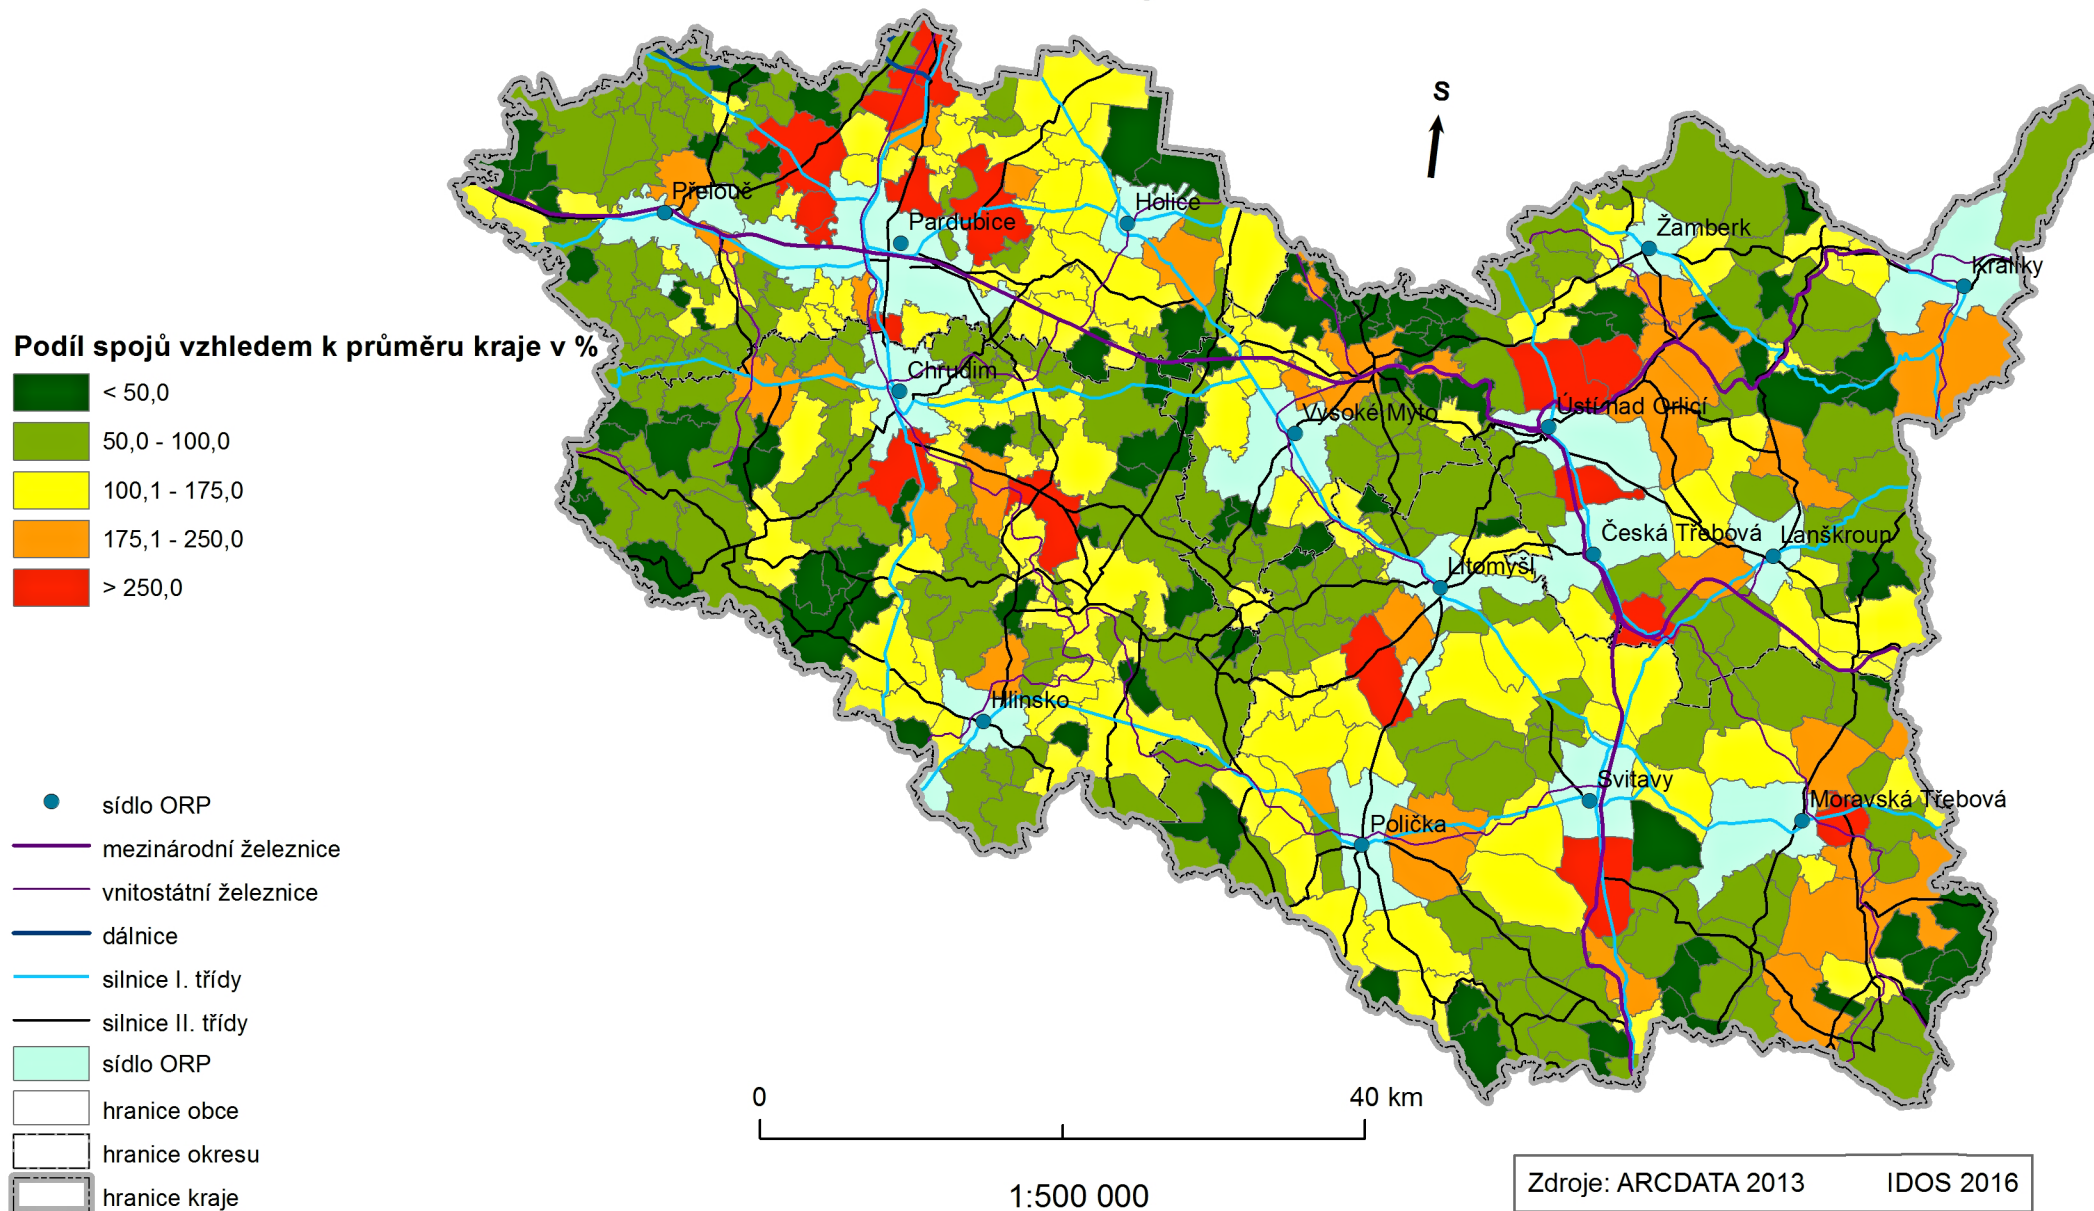 S
Přelouč
Pardubice
Holice
Žamberk
Králíky
Podíl spojů vzhledem k průměru kraje v %
< 50,0
50,0 - 100,0
100,1 - 175,0
175,1 - 250,0
> 250,0
Chrudim
Vysoké Mýto
Ústí nad Orlicí
Česká Třebová
Lanškroun
Litomyšl
Hlinsko
Svitavy
Moravská Třebová
Polička
sídlo ORP
mezinárodní železnice
vnitostátní železnice
dálnice
silnice I. třídy
silnice II. třídy
sídlo ORP
hranice obce
hranice okresu
hranice kraje
0
40 km
1:500 000
Zdroje: ARCDATA 2013 IDOS 2016